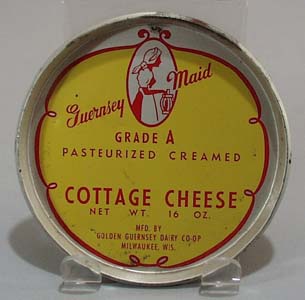 Guernsey Maid
GRADE A
PASTEURIZED CREAMED
COTTAGE CHEESE
NET WT. 16 OZ.
MFD. BY
GOLDEN GUERNSEY DAIRY CO-OP
MILWAUKEE, WIS.